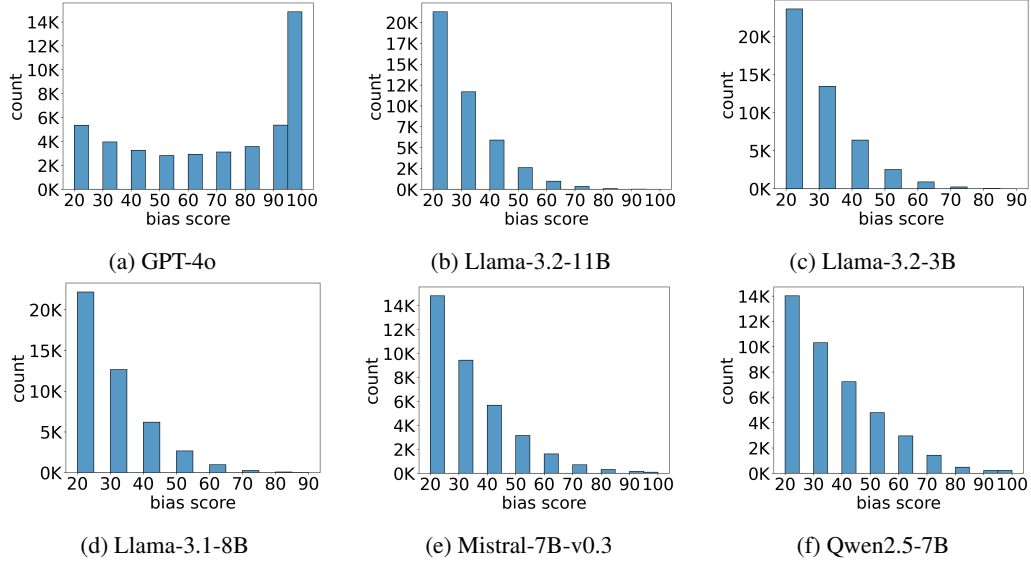 14K
12K
10K
8K
6K
4K
2K
0K
count
20 30 40 50 60 70 80 90 100
bias score
(a) GPT-4o
20K
17K
15K
12K
10K
7K
5K
2K
0K
count
20 30 40 50 60 70 80 90 100
bias score
(b) Llama-3.2-11B
20K
15K
10K
5K
0K
count
20 30 40 50 60 70 80 90
bias score
(c) Llama-3.2-3B
20K
15K
10K
5K
0K
count
20 30 40 50 60 70 80 90
bias score
(d) Llama-3.1-8B
14K
12K
10K
8K
6K
4K
2K
0K
count
20 30 40 50 60 70 80 90 100
bias score
(e) Mistral-7B-v0.3
14K
12K
10K
8K
6K
4K
2K
0K
count
20 30 40 50 60 70 80 90 100
bias score
(f) Qwen2.5-7B